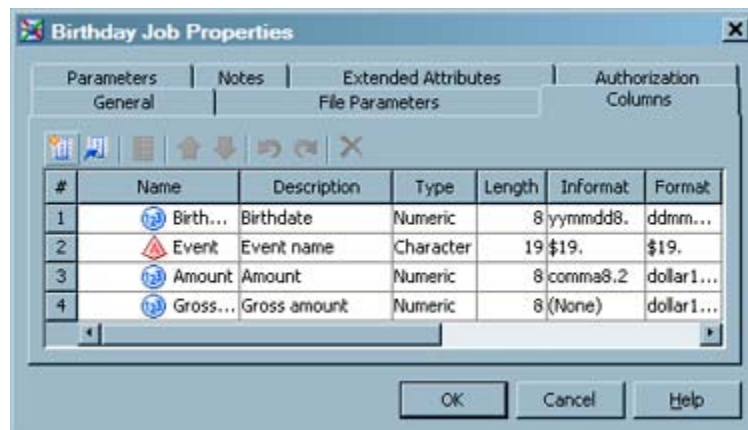 Birthday Job Properties
Parameters Notes Extended Attributes Authorization
General File Parameters Columns
# Name Description Type Length Informat Format
1 Birth... Birthdate Numeric 8 yymmdd8. ddmm...
2 Event Event name Character 19 $19. $19.
3 Amount Amount Numeric 8 comma8.2 dollar1...
4 Gross... Gross amount Numeric 8 (None) dollar1...
OK Cancel Help